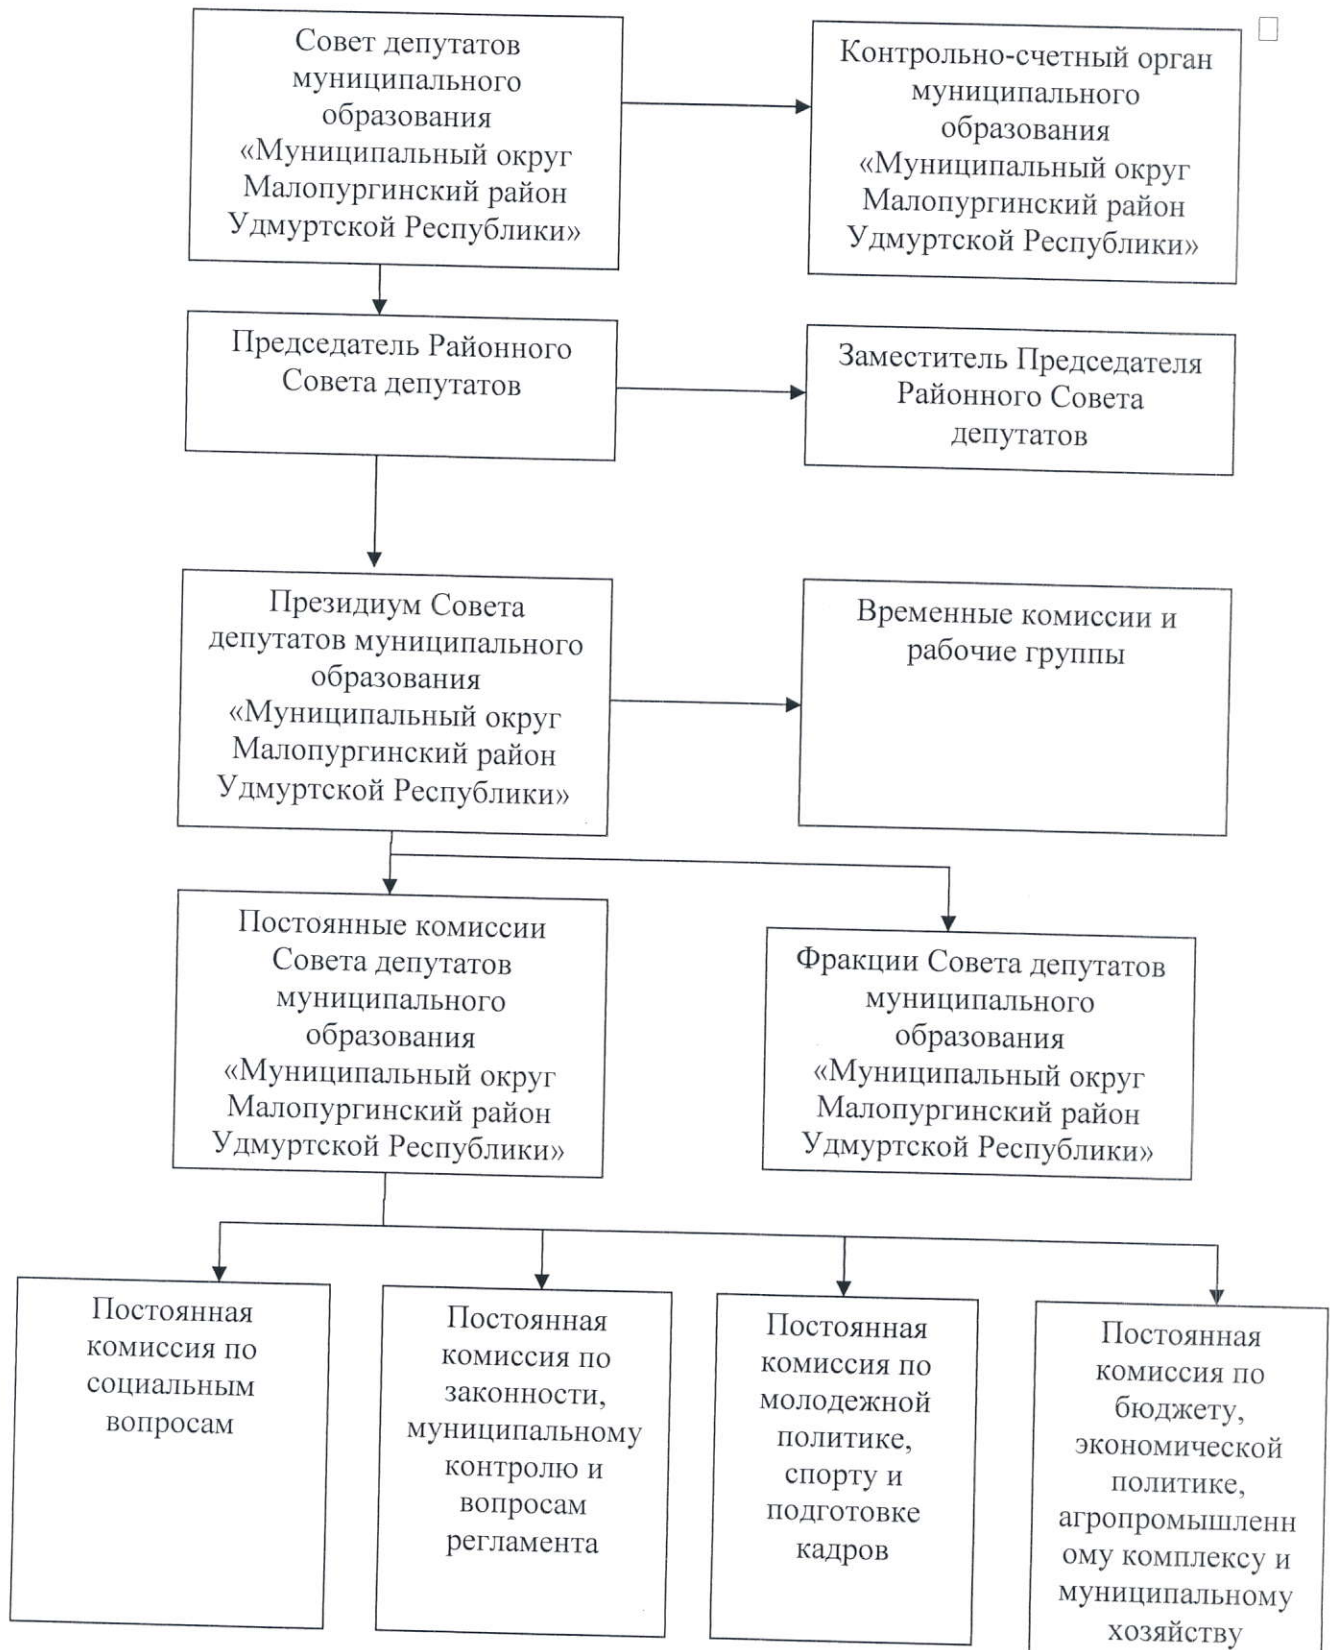 Совет депутатов
муниципального
образования
«Муниципальный округ
Малопургинский район
Удмуртской Республики»
Контрольно-счетный орган
муниципального
образования
«Муниципальный округ
Малопургинский район
Удмуртской Республики»
Председатель Районного
Совета депутатов
Заместитель Председателя
Районного Совета
депутатов
Президиум Совета
депутатов муниципального
образования
«Муниципальный округ
Малопургинский район
Удмуртской Республики»
Временные комиссии и
рабочие группы
Постоянные комиссии
Совета депутатов
муниципального
образования
«Муниципальный округ
Малопургинский район
Удмуртской Республики»
Фракции Совета депутатов
муниципального
образования
«Муниципальный округ
Малопургинский район
Удмуртской Республики»
Постоянная
комиссия по
социальным
вопросам
Постоянная
комиссия по
законности,
муниципальному
контролю и
вопросам
регламента
Постоянная
комиссия по
молодежной
политике,
спорту и
подготовке
кадров
Постоянная
комиссия по
бюджету,
экономической
политике,
агропромышленн
ому комплексу и
муниципальному
хозяйству